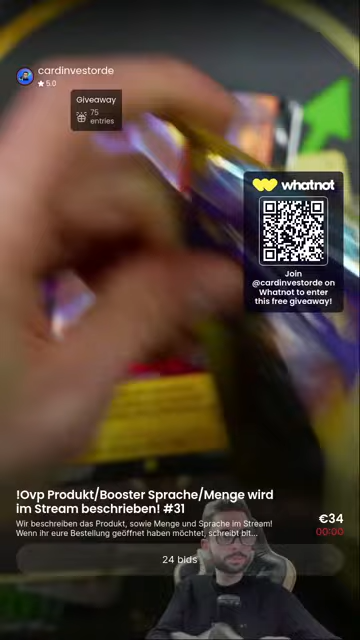 cardinvestorde
★ 5.0
Giveaway
75
entries
whatnot
Join
@cardinvestorde on
Whatnot to enter
this free giveaway!
!Ovp Produkt/Booster Sprache/Menge wird
im Stream beschrieben! #31
€34
Wir beschreiben das Produkt, sowie Menge und Sprache im Stream!
Wenn ihr eure Bestellung geöffnet haben möchtet, schreibt bit...
00:00
24 bids